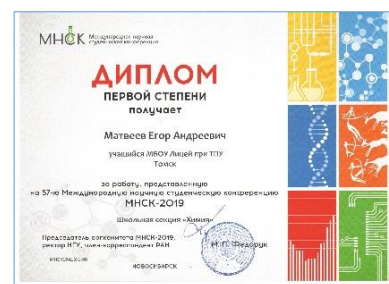 МНСК Международная научная
студенческая конференция
ДИПЛОМ
ПЕРВОЙ СТЕПЕНИ
получает
Матвеев Егор Андреевич
учащийся МБОУ Лицей при ТПУ
Томск
за работу, представленную
на 57-ю Международную научную студенческую конференцию
МНСК-2019
Школьная секция «Химия»
Председатель оргкомитета МНСК-2019,
ректор НГУ, член-корреспондент РАН
М.П. Федорук
НОВОСИБИРСК